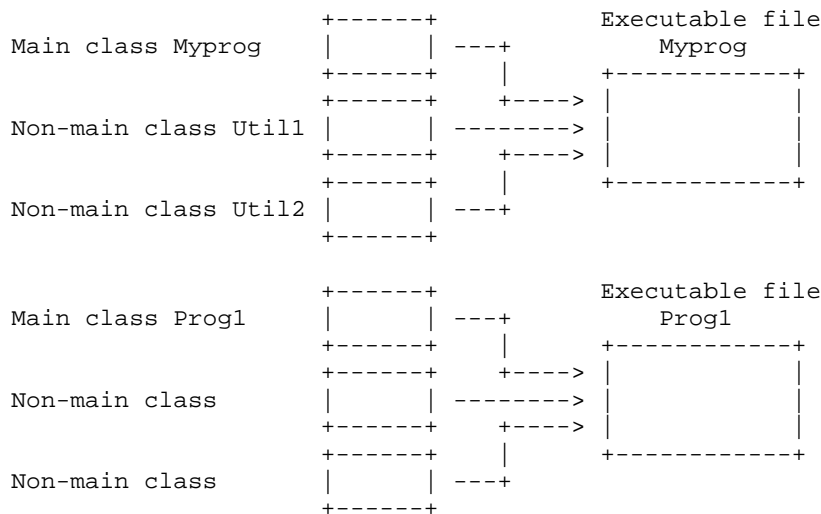 Executable file
Main class Myprog
Myprog
Non-main class Util1
Non-main class Util2
Executable file
Main class Prog1
Prog1
Non-main class
Non-main class